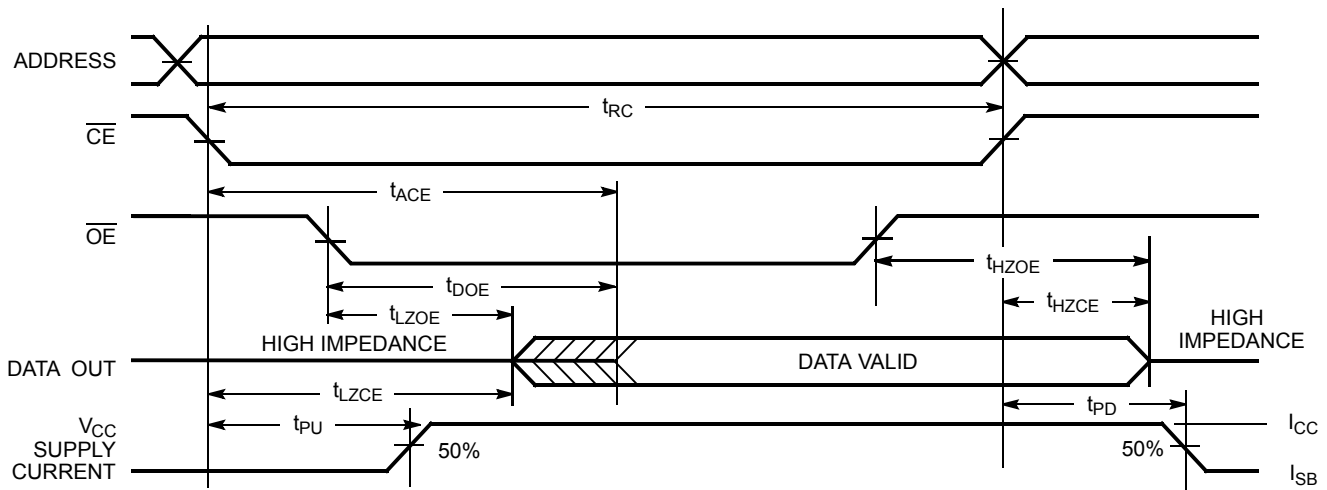 ADDRESS
tRC
CE
tACE
OE
tHZOE
tDOE
tHZCE
tLZOE
HIGH IMPEDANCE
HIGH
IMPEDANCE
DATA OUT
DATA VALID
tLZCE
tPD
tPU
VCC
SUPPLY
CURRENT
50%
50%
ICC
ISB